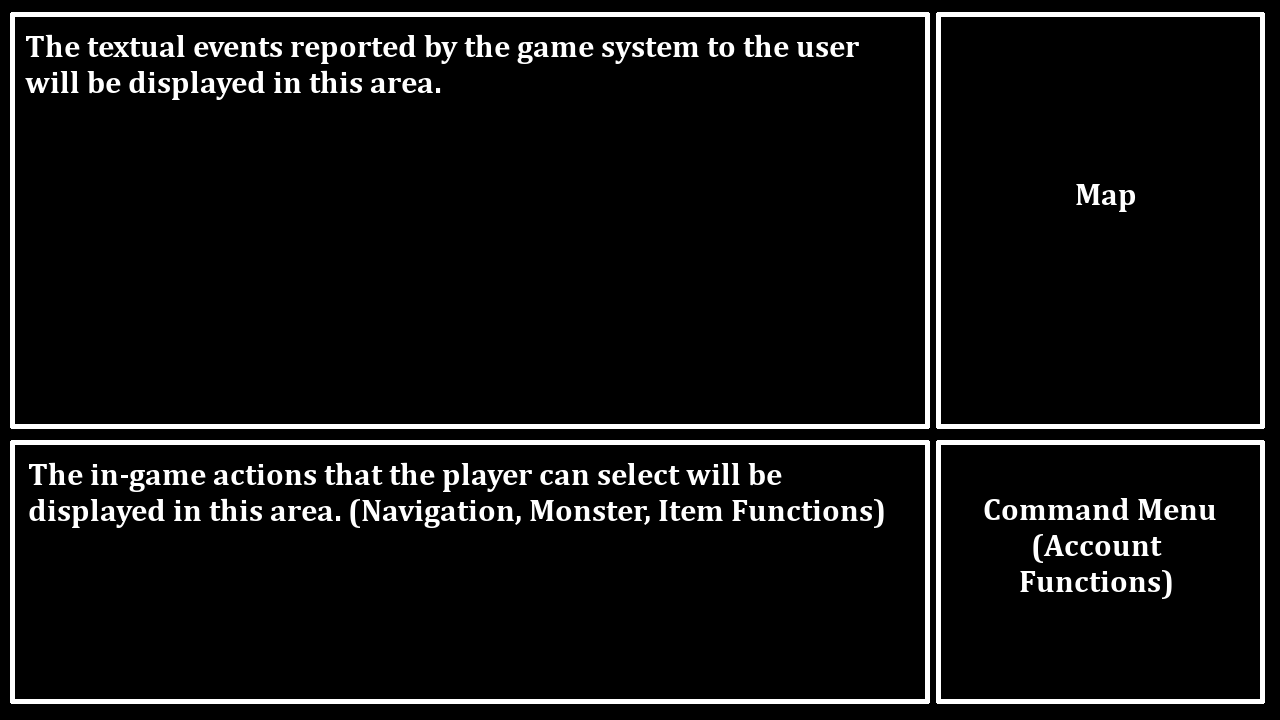 The textual events reported by the game system to the user
will be displayed in this area.
Map
The in-game actions that the player can select will be
displayed in this area. (Navigation, Monster, Item Functions)
Command Menu
(Account
Functions)